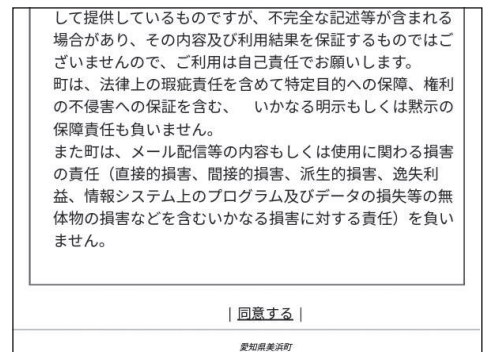 して提供しているものですが、不完全な記述等が含まれる
場合があり、その内容及び利用結果を保証するものではご
ざいませんので、ご利用は自己責任でお願いします。
町は、法律上の瑕疵責任を含めて特定目的への保障、権利
の不侵害への保証を含む、　いかなる明示もしくは黙示の
保障責任も負いません。
また町は、メール配信等の内容もしくは使用に関わる損害
の責任（直接的損害、間接的損害、派生的損害、逸失利
益、情報システム上のプログラム及びデータの損失等の無
体物の損害などを含むいかなる損害に対する責任）を負い
ません。
| 同意する |
愛知県美浜町